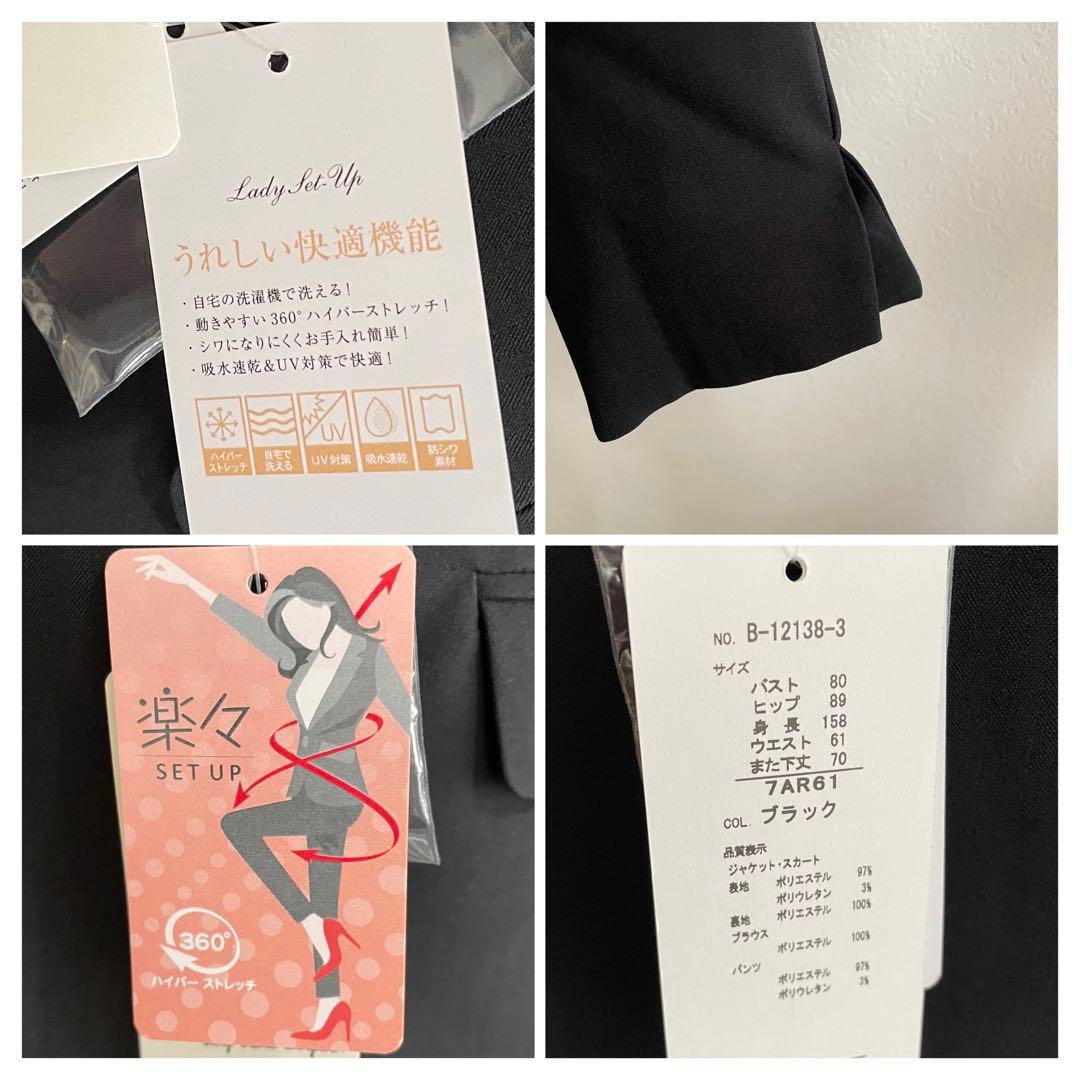 Lady Set-Up
うれしい快適機能
・自宅の洗濯機で洗える!
・動きやすい360°ハイパーストレッチ!
・シワになりにくくお手入れ簡単!
・吸水速乾&UV対策で快適!
UV
ハイパー
ストレッチ
自宅で
洗える
UV対策
吸水速乾
防シワ
素材
楽々
SET UP
360°
ハイパー ストレッチ
NO. B-12138-3
サイズ
バスト 80
ヒップ 89
身長 158
ウエスト 61
また下丈 70
7AR61
COL. ブラック
品質表示
ジャケット・スカート
表地 ポリエステル 97%
ポリウレタン 3%
裏地 ポリエステル 100%
ブラウス
ポリエステル 100%
パンツ
ポリエステル 97%
ポリウレタン 3%